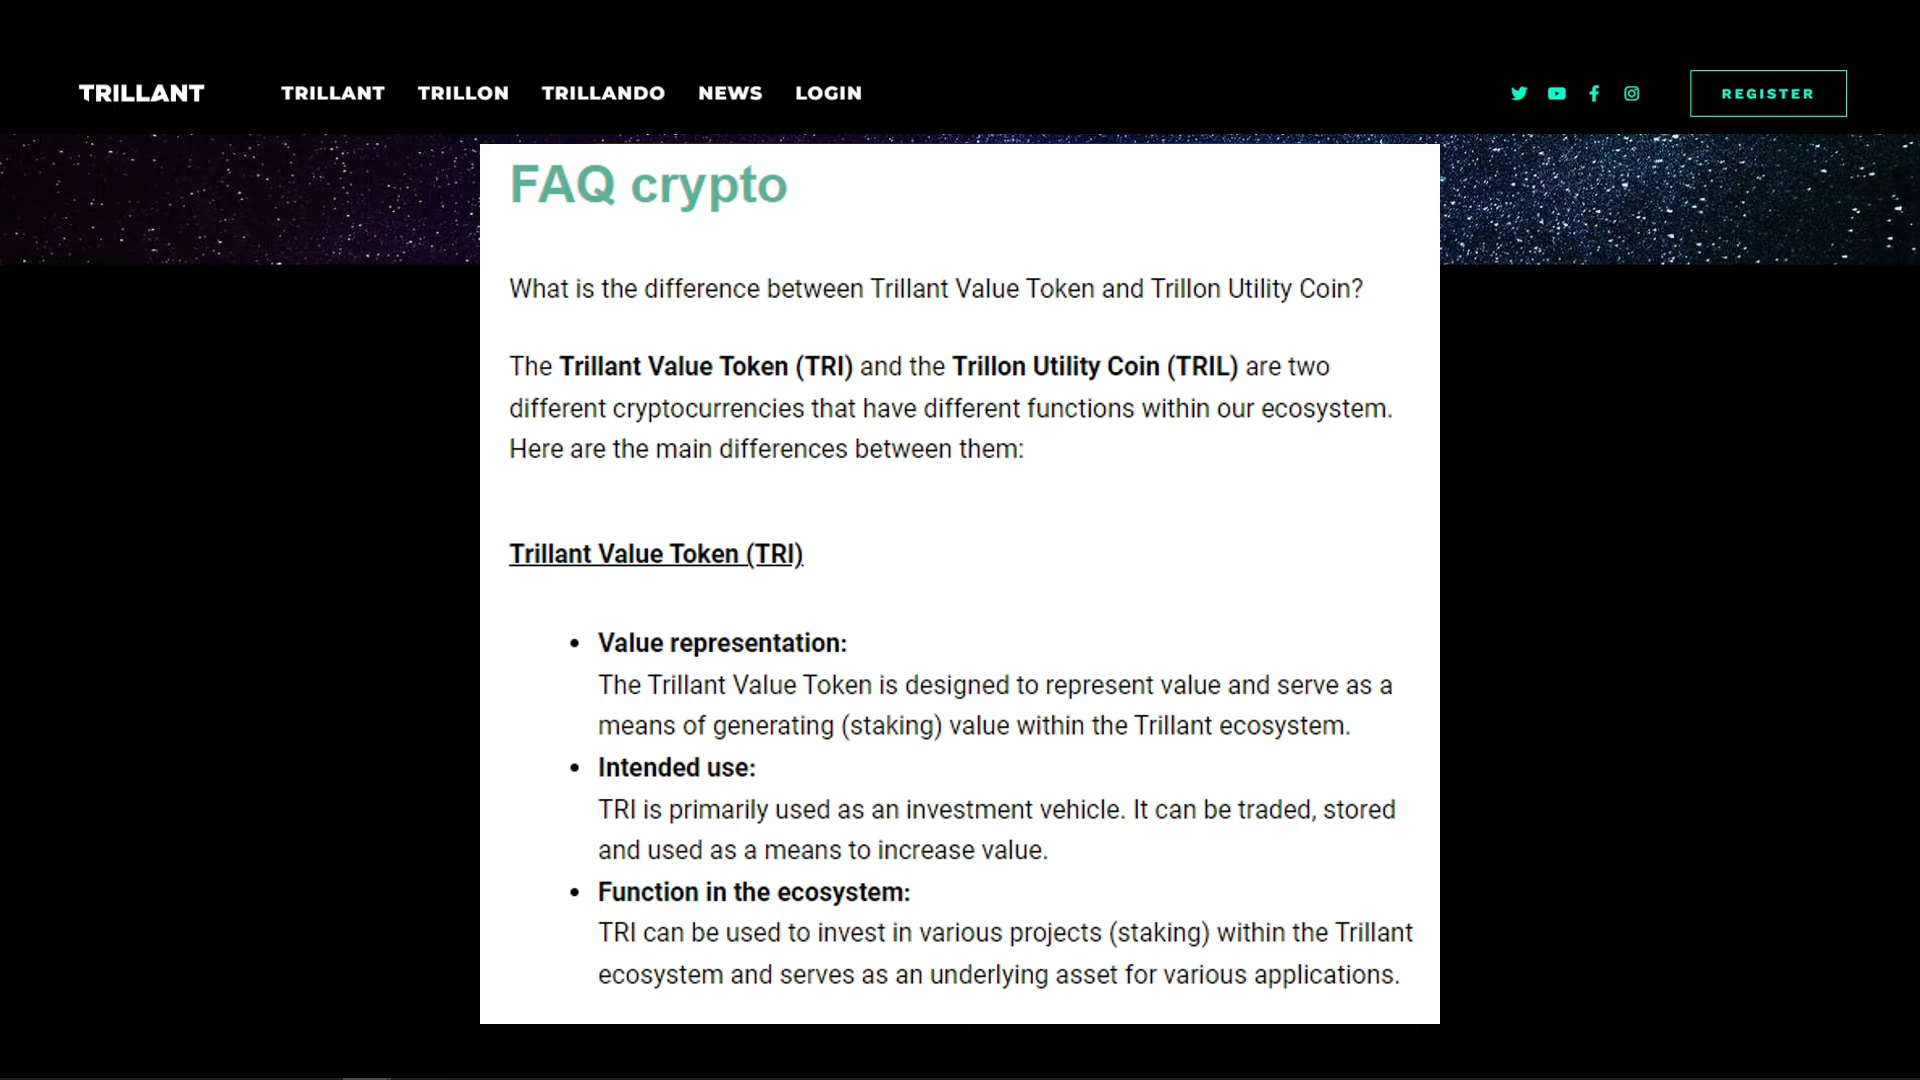 TRILLANT
TRILLANT TRILLON TRILLANDO NEWS LOGIN
REGISTER
FAQ crypto
What is the difference between Trillant Value Token and Trillon Utility Coin?
The Trillant Value Token (TRI) and the Trillon Utility Coin (TRIL) are two
different cryptocurrencies that have different functions within our ecosystem.
Here are the main differences between them:
Trillant Value Token (TRI)
• Value representation:
The Trillant Value Token is designed to represent value and serve as a
means of generating (staking) value within the Trillant ecosystem.
• Intended use:
TRI is primarily used as an investment vehicle. It can be traded, stored
and used as a means to increase value.
• Function in the ecosystem:
TRI can be used to invest in various projects (staking) within the Trillant
ecosystem and serves as an underlying asset for various applications.